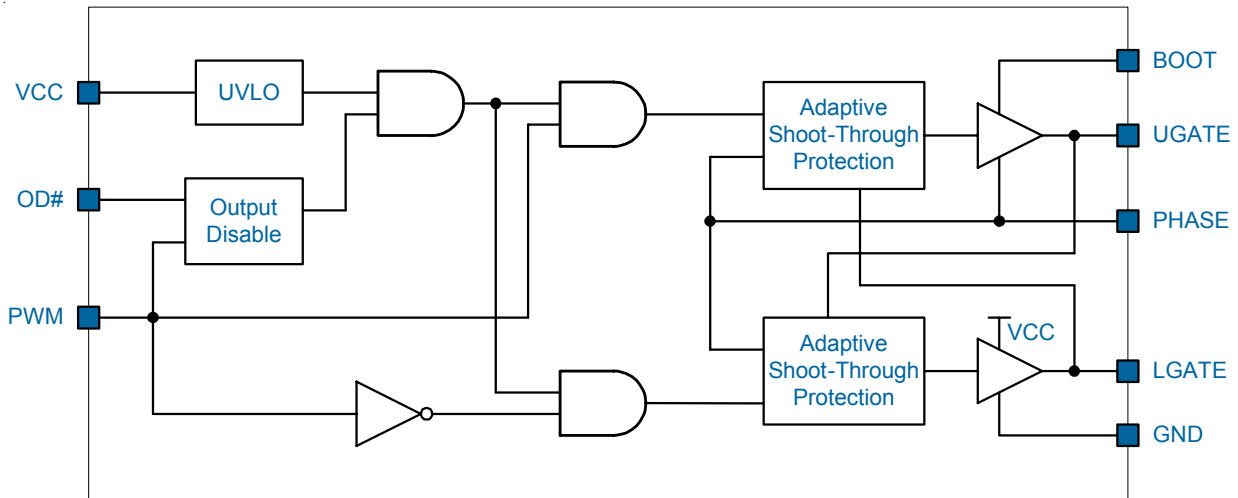 VCC
UVLO
OD#
Output
Disable
PWM
Adaptive
Shoot-Through
Protection
BOOT
UGATE
PHASE
Adaptive
Shoot-Through
Protection
VCC
LGATE
GND